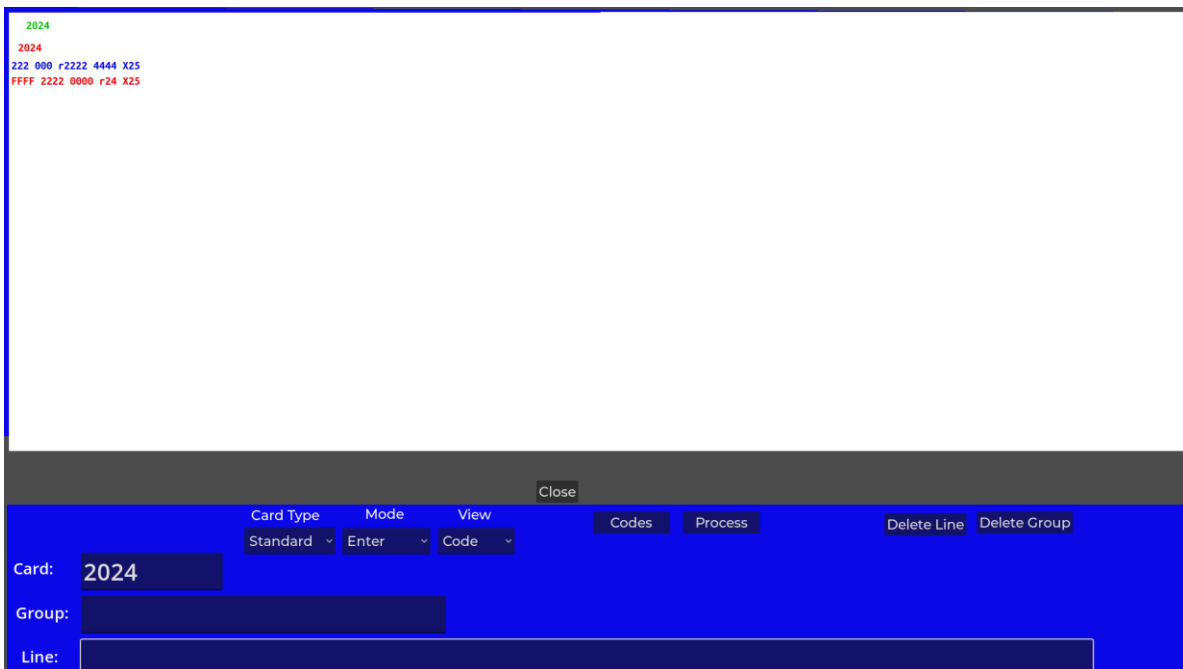 2024
2024
222 000 r2222 4444 X25
FFFF 2222 0000 r24 X25
Close
Card Type Mode View
Codes Process Delete Line Delete Group
Standard Enter Code
Card: 2024
Group:
Line: